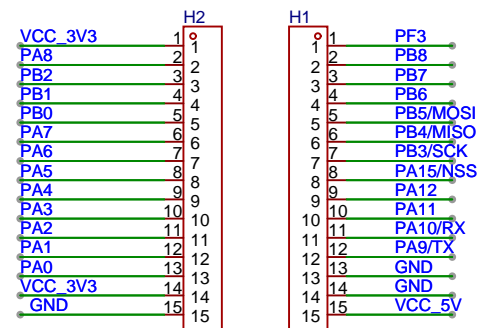 H2 H1
VCC_3V3 1 1 1 1 PF3
PA8 2 2 2 2 PB8
PB2 3 3 3 3 PB7
PB1 4 4 4 4 PB6
PB0 5 5 5 5 PB5/MOSI
PA7 6 6 6 6 PB4/MISO
PA6 7 7 7 7 PB3/SCK
PA5 8 8 8 8 PA15/NSS
PA4 9 9 9 9 PA12
PA3 10 10 10 10 PA11
PA2 11 11 11 11 PA10/RX
PA1 12 12 12 12 PA9/TX
PA0 13 13 13 13 GND
VCC_3V3 14 14 14 14 GND
GND 15 15 15 15 VCC_5V